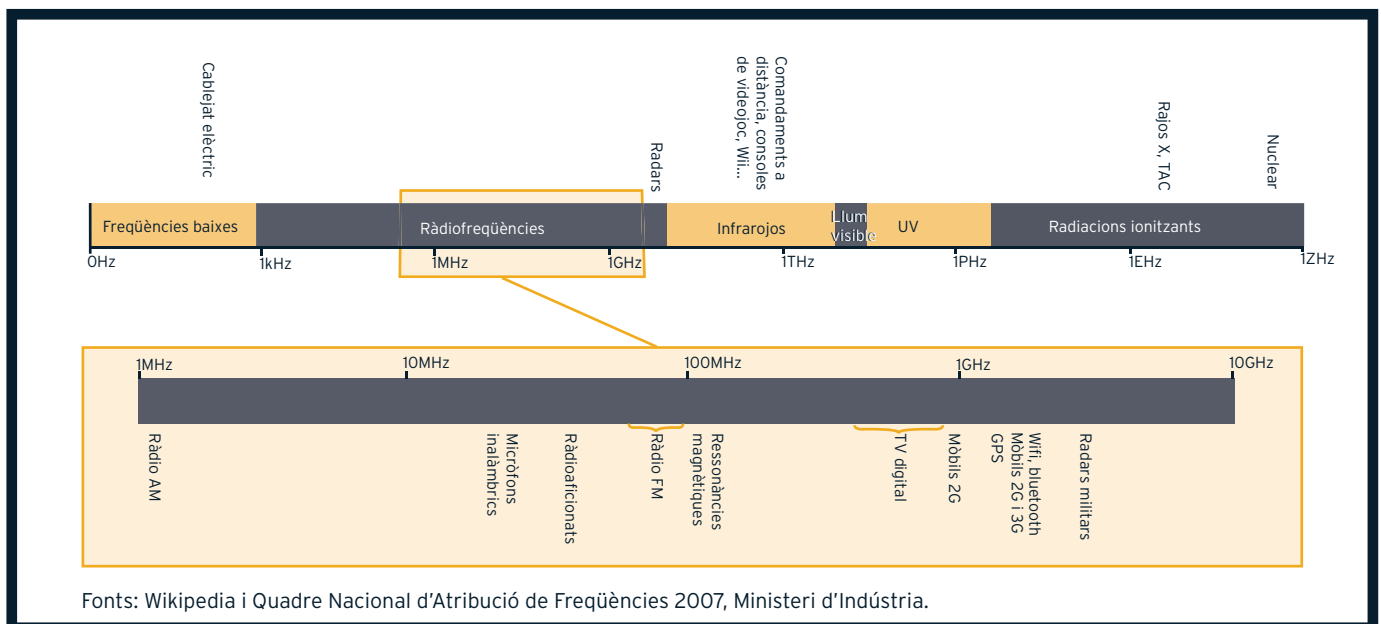 Cablejat elèctric
Radars
Comandaments a
distància, consoles
de videojoc, Wii...
Rajos X, TAC
Nuclear
Freqüències baixes
Ràdiofreqüències
Infrarojos
Llum
visible
UV
Radiacions ionitzants
0Hz
1kHz
1MHz
1GHz
1THz
1PHz
1EHz
1ZHz
1MHz
10MHz
100MHz
1GHz
10GHz
Ràdio AM
Micròfons
inalàmbrics
Ràdioaficionats
Ràdio FM
Ressonàncies
magnètiques
TV digital
Mòbils 2G
Wifi, bluetooth
Mòbils 2G i 3G
GPS
Radars militars
Fonts: Wikipedia i Quadre Nacional d'Atribució de Freqüències 2007, Ministeri d'Indústria.